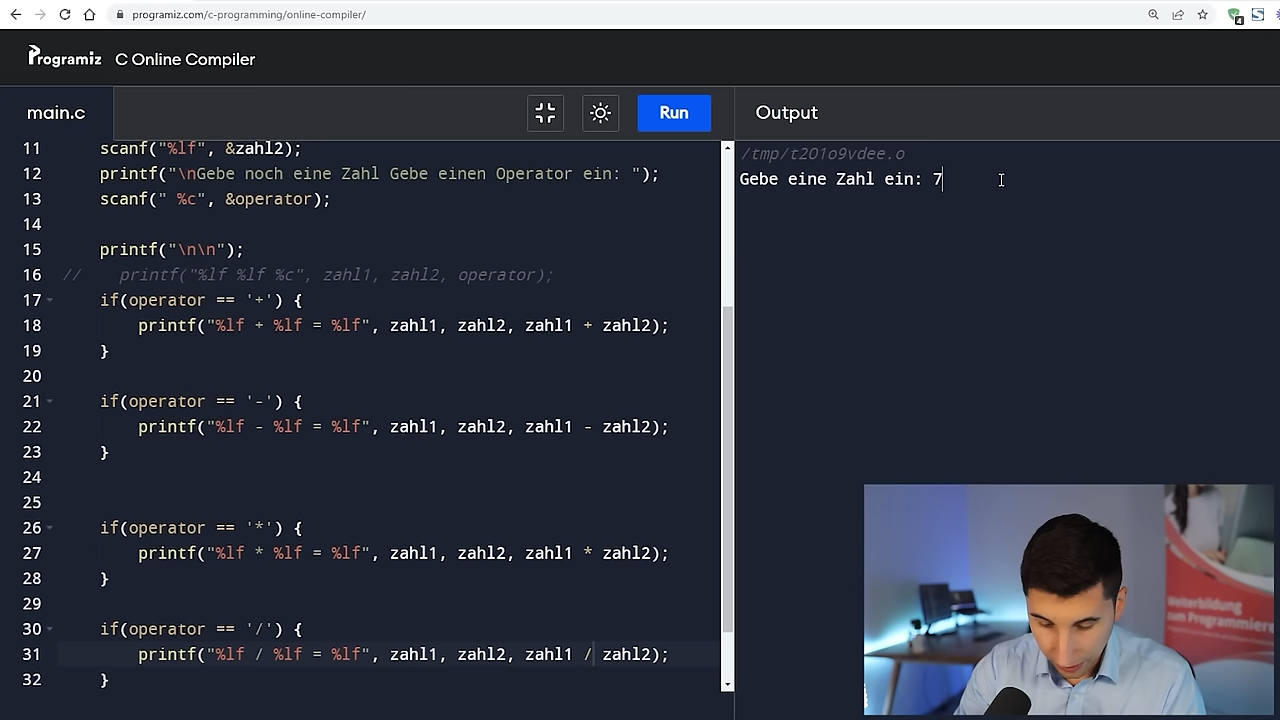 programiz.com/c-programming/online-compiler/
4
Programiz C Online Compiler
main.c
Run
Output
11 scanf("%lf", &zahl2);
12 printf("\nGebe noch eine Zahl Gebe einen Operator ein: ");
13 scanf(" %c", &operator);
14
15 printf("\n\n");
16 // printf("%lf %lf %c", zahl1, zahl2, operator);
17 if(operator == '+') {
18 printf("%lf + %lf = %lf", zahl1, zahl2, zahl1 + zahl2);
19 }
20
21 if(operator == '-') {
22 printf("%lf - %lf = %lf", zahl1, zahl2, zahl1 - zahl2);
23 }
24
25
26 if(operator == '*') {
27 printf("%lf * %lf = %lf", zahl1, zahl2, zahl1 * zahl2);
28 }
29
30 if(operator == '/') {
31 printf("%lf / %lf = %lf", zahl1, zahl2, zahl1 / zahl2);
32 }
/tmp/t201o9vdee.o
Gebe eine Zahl ein: 7
Weiterbildung
zum Programmiere